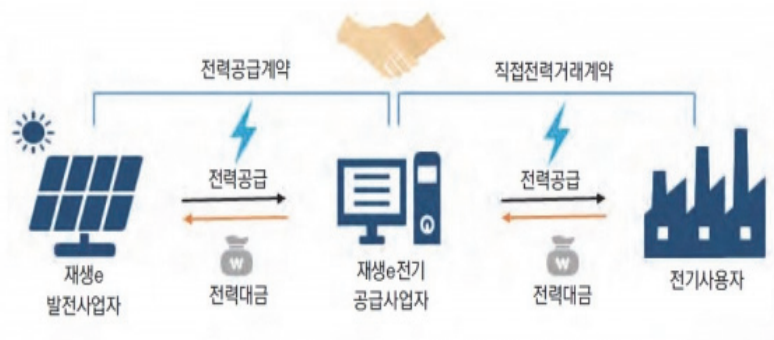 전력공급계약
직접전력거래계약
전력공급
전력공급
₩
전력대금
₩
전력대금
재생e
발전사업자
재생e전기
공급사업자
전기사용자